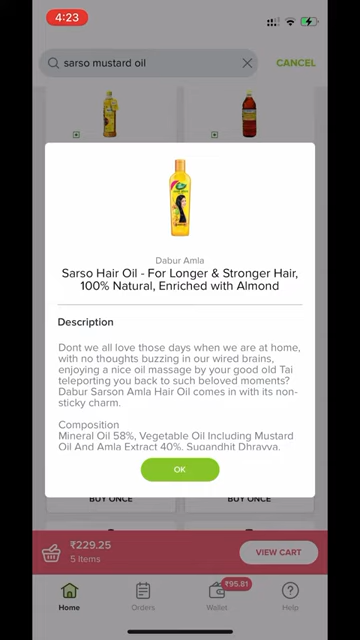 4:23
sarso mustard oil
CANCEL
Dabur Amla
Sarso Hair Oil - For Longer & Stronger Hair,
100% Natural, Enriched with Almond
Description
Dont we all love those days when we are at home,
with no thoughts buzzing in our wired brains,
enjoying a nice oil massage by your good old Tai
teleporting you back to such beloved moments?
Dabur Sarson Amla Hair Oil comes in with its non-
sticky charm.
Composition
Mineral Oil 58%, Vegetable Oil Including Mustard
Oil And Amla Extract 40%, Sugandhit Dhravya,
OK
BUY ONCE
BUY ONCE
₹229.25
5 Items
VIEW CART
₹95.81
Home
Orders
Wallet
Help